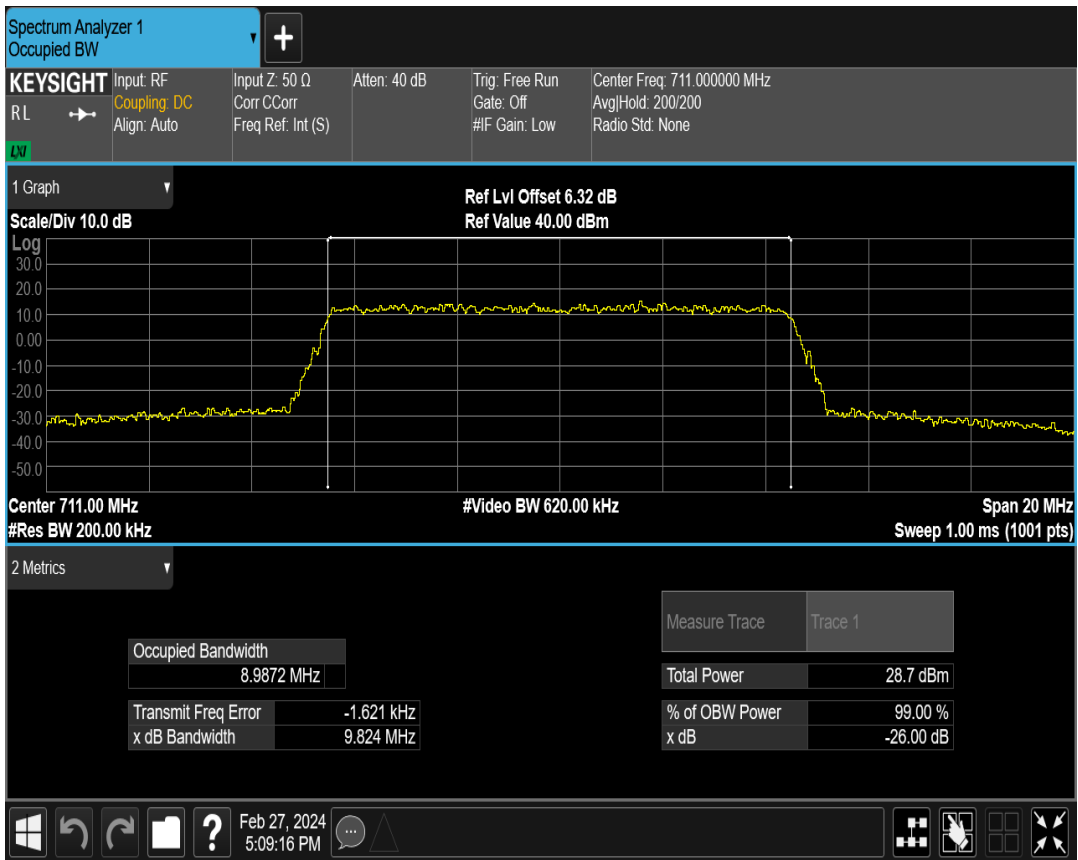 Spectrum Analyzer 1
Occupied BW
KEYSIGHT
RL
LXI
Input: RF
Coupling: DC
Align: Auto
Input Z: 50 Ω
Corr CCorr
Freq Ref: Int (S)
Atten: 40 dB
Trig: Free Run
Gate: Off
#IF Gain: Low
Center Freq: 711.000000 MHz
Avg|Hold: 200/200
Radio Std: None
1 Graph
Scale/Div 10.0 dB
Ref Lvl Offset 6.32 dB
Ref Value 40.00 dBm
Log
30.0
20.0
10.0
0.00
-10.0
-20.0
-30.0
-40.0
-50.0
Center 711.00 MHz
#Res BW 200.00 kHz
#Video BW 620.00 kHz
Span 20 MHz
Sweep 1.00 ms (1001 pts)
2 Metrics
Occupied Bandwidth
8.9872 MHz
Transmit Freq Error -1.621 kHz
x dB Bandwidth 9.824 MHz
Measure Trace Trace 1
Total Power 28.7 dBm
% of OBW Power 99.00 %
x dB -26.00 dB
Feb 27, 2024
5:09:16 PM